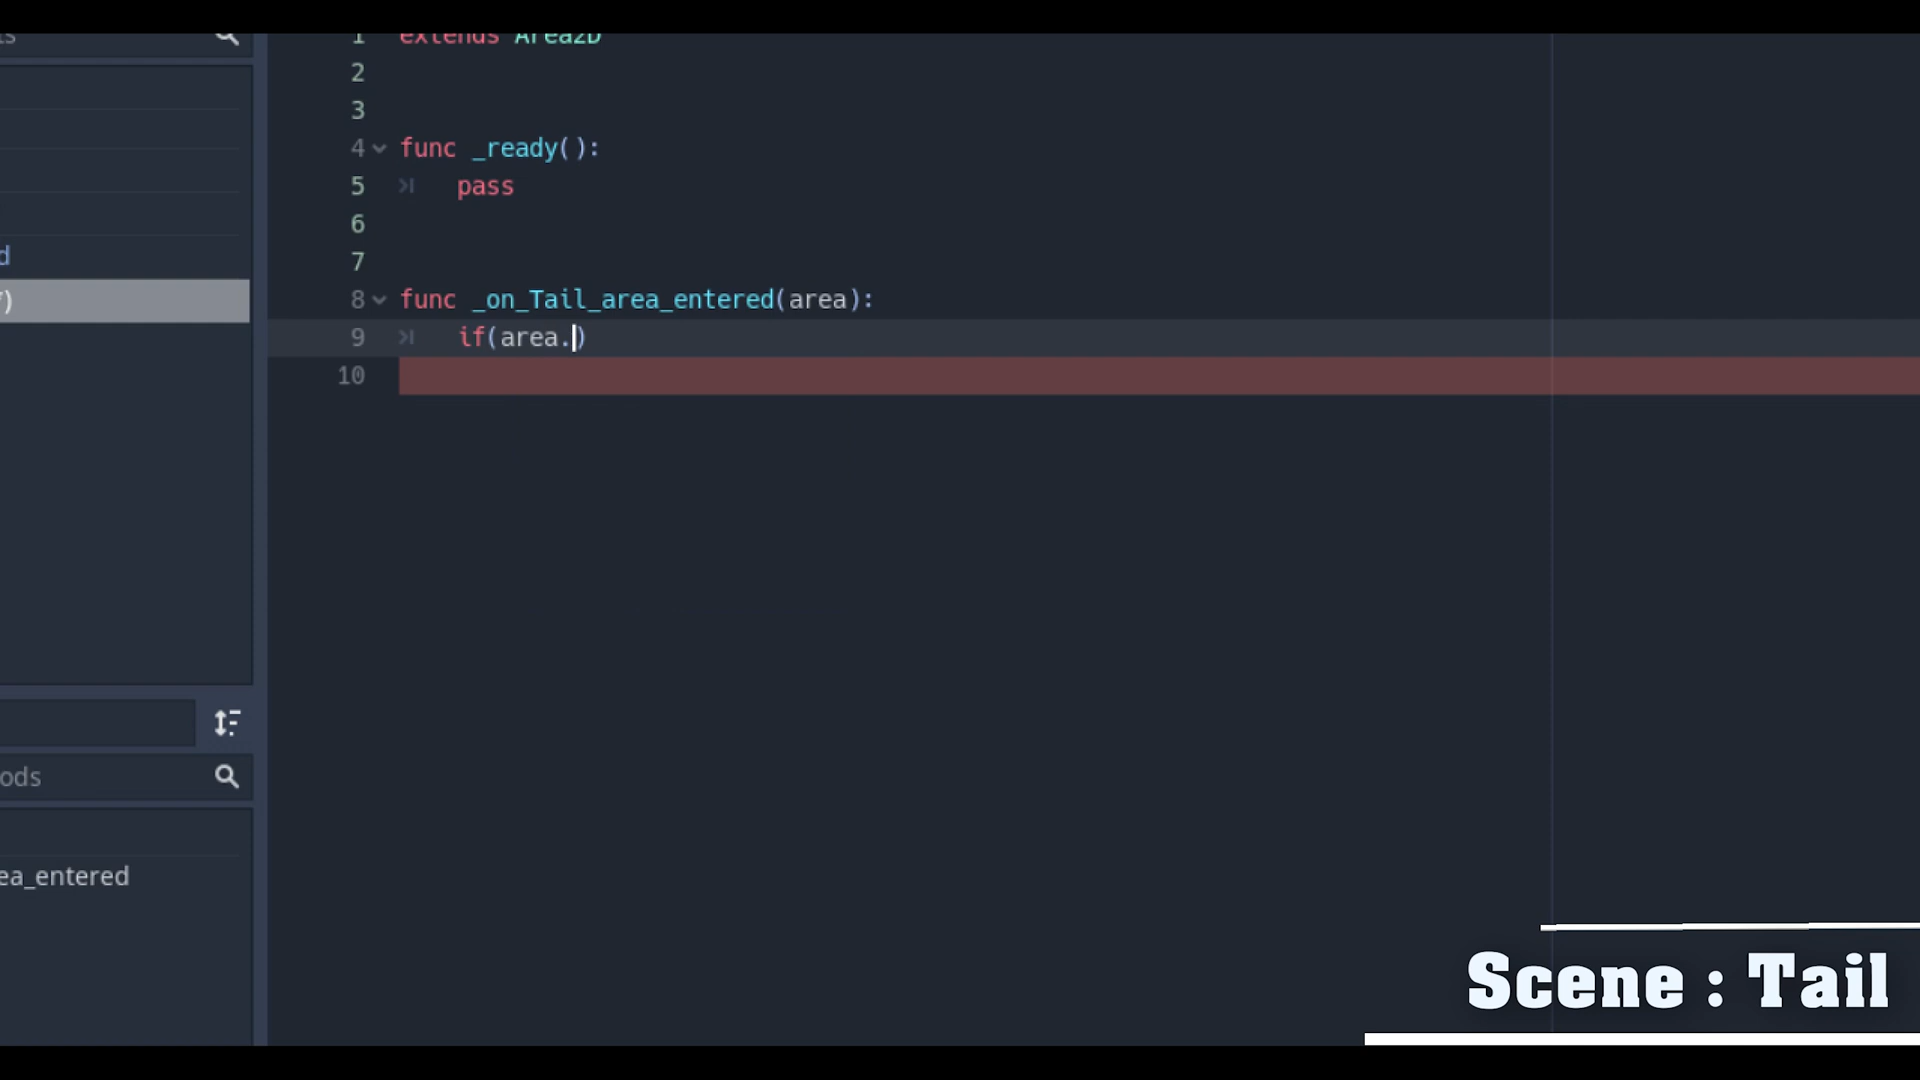 ls
1 extends Area2D
2
3
4 func _ready():
5 pass
6
7
8 func _on_Tail_area_entered(area):
9 if(area.)
10
d
")
ods
ea_entered
Scene : Tail